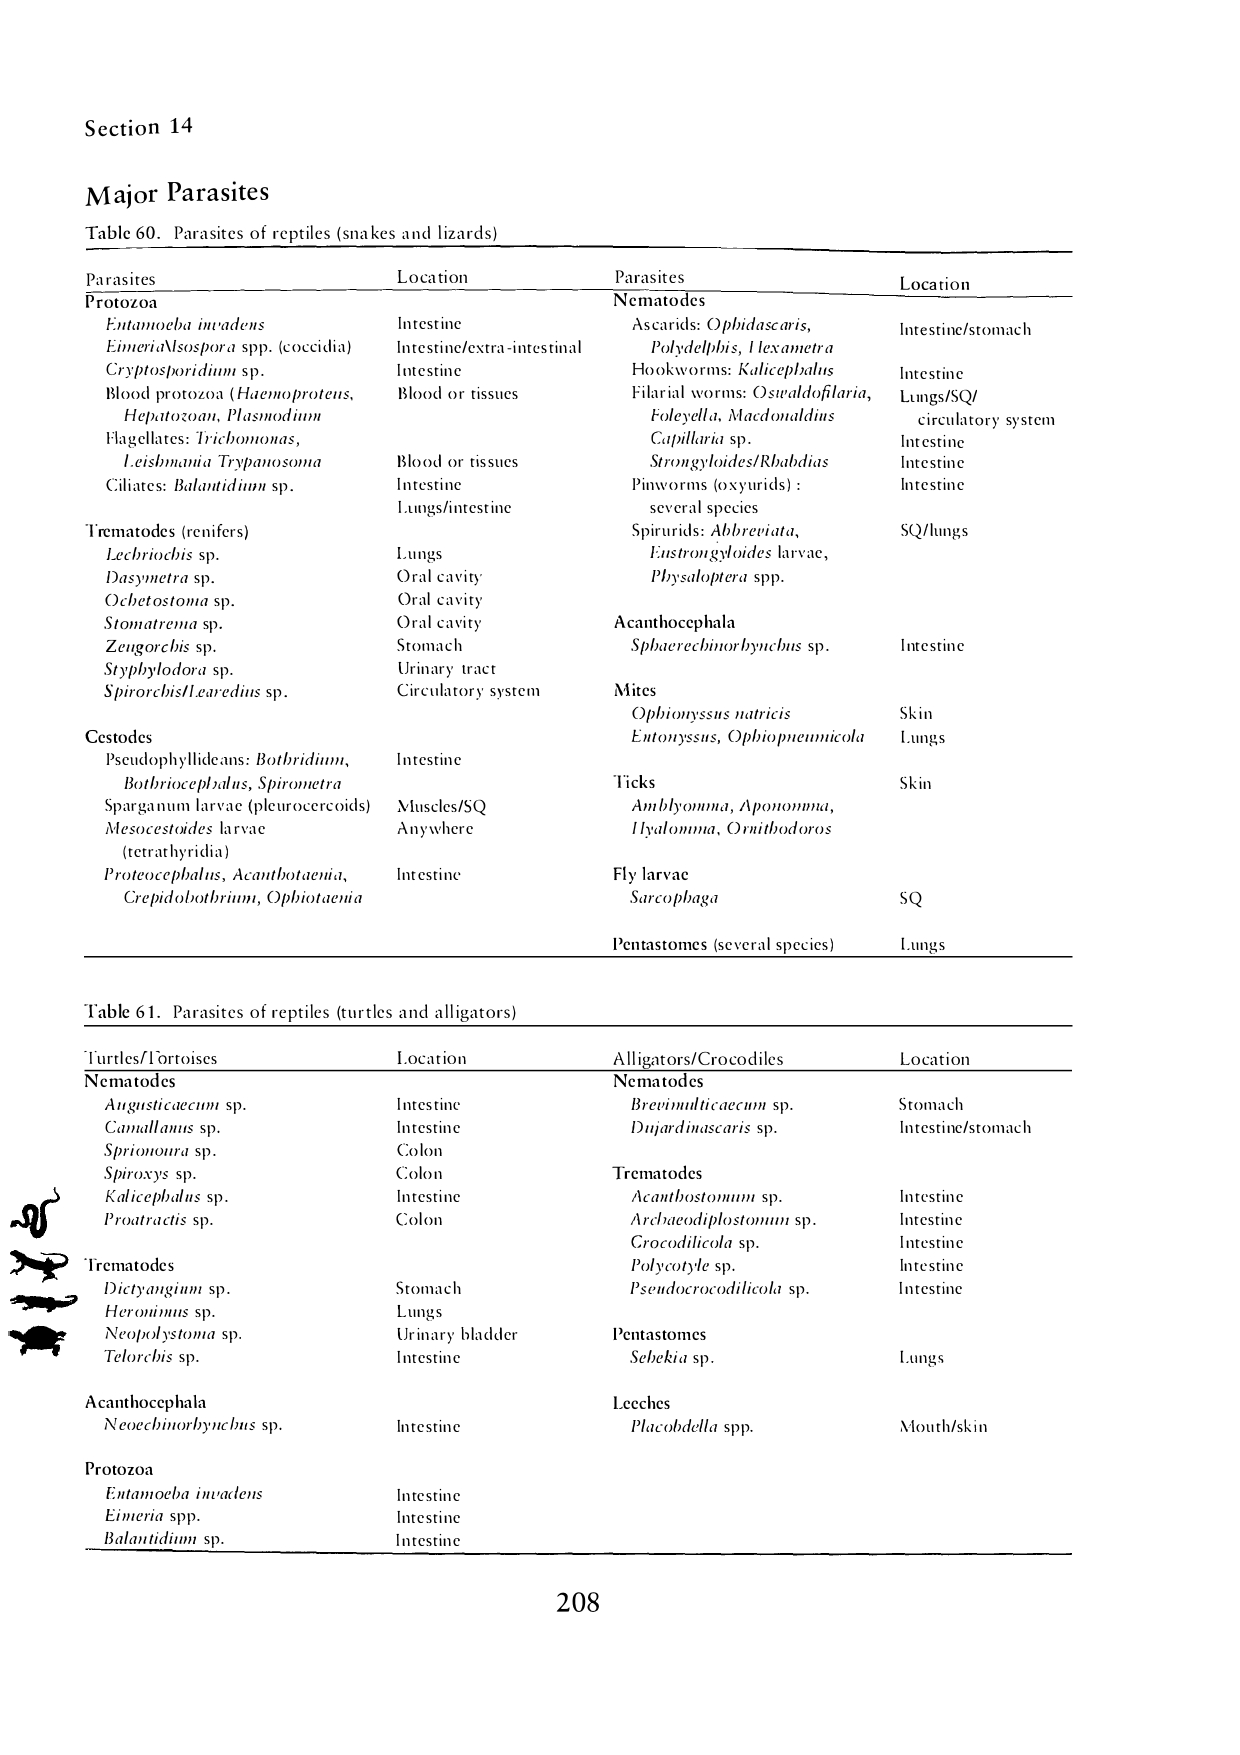 Section 14
Major Parasites
Table 60. Parasites of reptiles (snakes and lizards)
Parasites Location Parasites Location
Protozoa Nematodes
Entamoeba invadens Intestine Ascarids: Ophidascaris, Intestine/stomach
Eimeria\Isospora spp. (coccidia) Intestine/extra-intestinal Polydelphis, Hexametra
Cryptosporidium sp. Intestine Hookworms: Kalicephalus Intestine
Blood protozoa (Haemoproteus, Blood or tissues Filarial worms: Oswaldofilaria, Lungs/SQ/
Hepatozoan, Plasmodium Foleyella, Macdonaldius circulatory system
Flagellates: Trichomonas, Capillaria sp. Intestine
Leishmania Trypanosoma Blood or tissues Strongyloides/Rhabdias Intestine
Ciliates: Balantidium sp. Intestine Pinworms (oxyurids) : Intestine
Lungs/intestine several species
Trematodes (renifers) Spirurids: Abbreviata, SQ/lungs
Lechriochis sp. Lungs Eustrongyloides larvae,
Dasymetra sp. Oral cavity Physaloptera spp.
Ochetostoma sp. Oral cavity
Stomatrema sp. Oral cavity Acanthocephala
Zeugorchis sp. Stomach Sphaerechinorhynchus sp. Intestine
Styphylodora sp. Urinary tract
Spirorchis/Learedius sp. Circulatory system Mites
Ophionyssus natricis Skin
Cestodes Entonyssus, Ophiopneumicola Lungs
Pseudophyllideans: Bothridium, Intestine
Bothriocephalus, Spirometra Ticks Skin
Sparganum larvae (pleurocercoids) Muscles/SQ Amblyomma, Aponomma,
Mesocestoides larvae Anywhere Hyalomma, Ornithodoros
(tetrathyridia)
Proteocephalus, Acanthotaenia, Intestine Fly larvae
Crepidobothrium, Ophiotaenia Sarcophaga SQ
Pentastomes (several species) Lungs
Table 61. Parasites of reptiles (turtles and alligators)
Turtles/Tortoises Location Alligators/Crocodiles Location
Nematodes Nematodes
Augusticaecum sp. Intestine Brevimulticaecum sp. Stomach
Camallanus sp. Intestine Dujardinascaris sp. Intestine/stomach
Sprionoura sp. Colon
Spiroxys sp. Colon Trematodes
Kalicephalus sp. Intestine Acanthostomum sp. Intestine
Proatractis sp. Colon Archaeodiplostomum sp. Intestine
Crocodilicola sp. Intestine
Trematodes Polycotyle sp. Intestine
Dictyangium sp. Stomach Pseudocrocodilicola sp. Intestine
Heronimus sp. Lungs
Neopolystoma sp. Urinary bladder Pentastomes
Telorchis sp. Intestine Sebekia sp. Lungs
Acanthocephala Leeches
Neoechinorhynchus sp. Intestine Placobdella spp. Mouth/skin
Protozoa
Entamoeba invadens Intestine
Eimeria spp. Intestine
Balantidium sp. Intestine
208